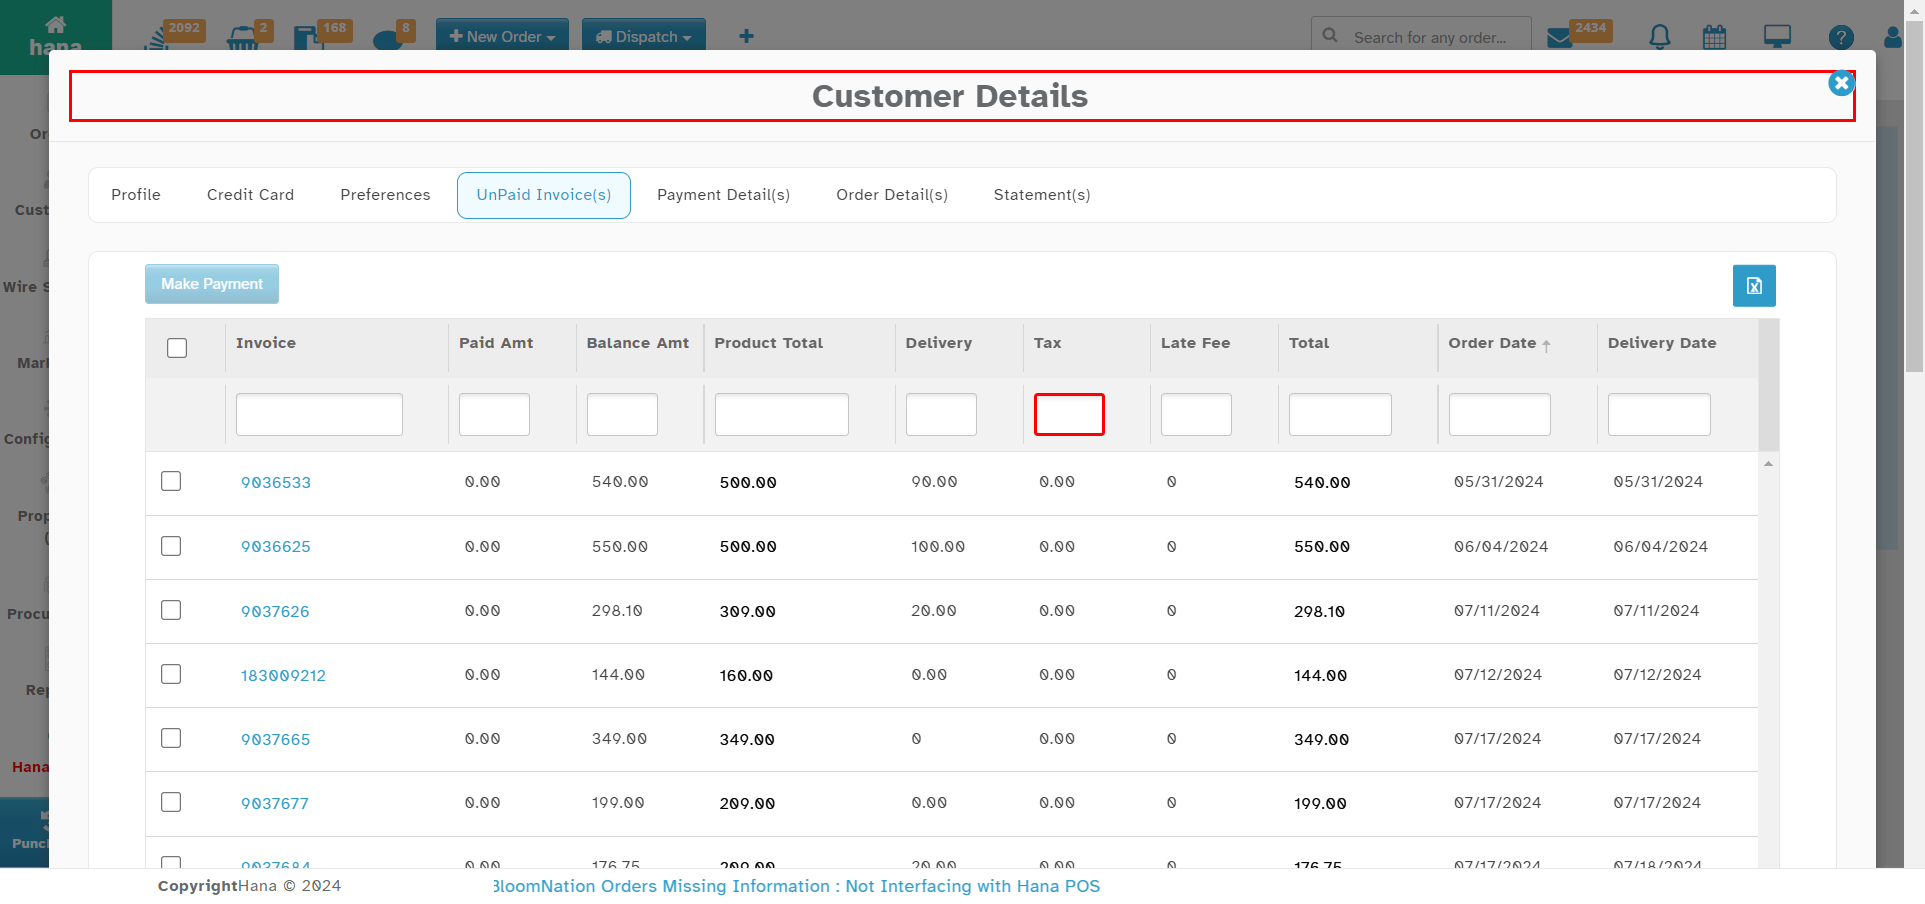 2092 2 168 8 New Order Dispatch Search for any order... 2434 ?
hana
Customer Details
Profile Credit Card Preferences UnPaid Invoice(s) Payment Detail(s) Order Detail(s) Statement(s)
Make Payment
Invoice Paid Amt Balance Amt Product Total Delivery Tax Late Fee Total Order Date Delivery Date
9036533 0.00 540.00 500.00 90.00 0.00 0 540.00 05/31/2024 05/31/2024
9036625 0.00 550.00 500.00 100.00 0.00 0 550.00 06/04/2024 06/04/2024
9037626 0.00 298.10 309.00 20.00 0.00 0 298.10 07/11/2024 07/11/2024
183009212 0.00 144.00 160.00 0.00 0.00 0 144.00 07/12/2024 07/12/2024
9037665 0.00 349.00 349.00 0 0.00 0 349.00 07/17/2024 07/17/2024
9037677 0.00 199.00 209.00 0.00 0.00 0 199.00 07/17/2024 07/17/2024
9037684 0.00 176.75 209.00 20.00 0.00 0 176.75 07/17/2024 07/18/2024
Or
Cust
Wire S
Mar
Config
Prop
(
Procu
Rep
Hana
Punc
CopyrightHana © 2024 BloomNation Orders Missing Information : Not Interfacing with Hana POS